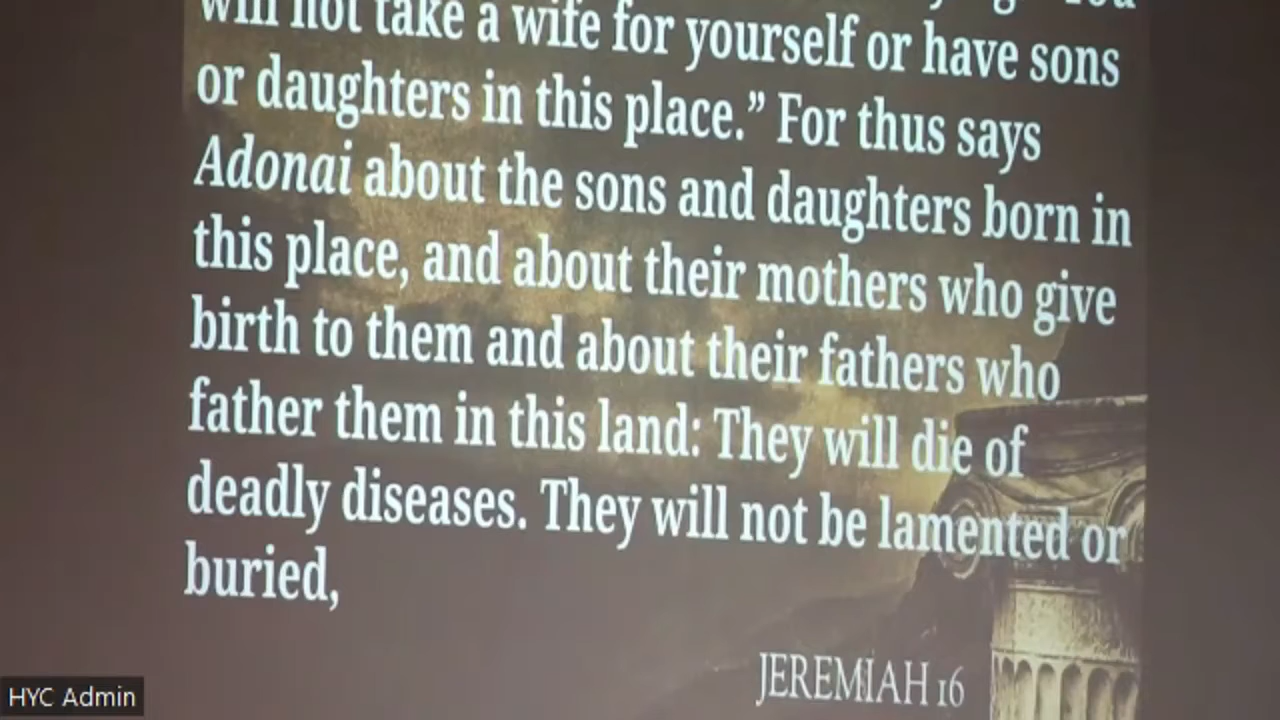 will not take a wife for yourself or have sons
or daughters in this place.” For thus says
Adonai about the sons and daughters born in
this place, and about their mothers who give
birth to them and about their fathers who
father them in this land: They will die of
deadly diseases. They will not be lamented or
buried,
JEREMIAH 16
HYC Admin